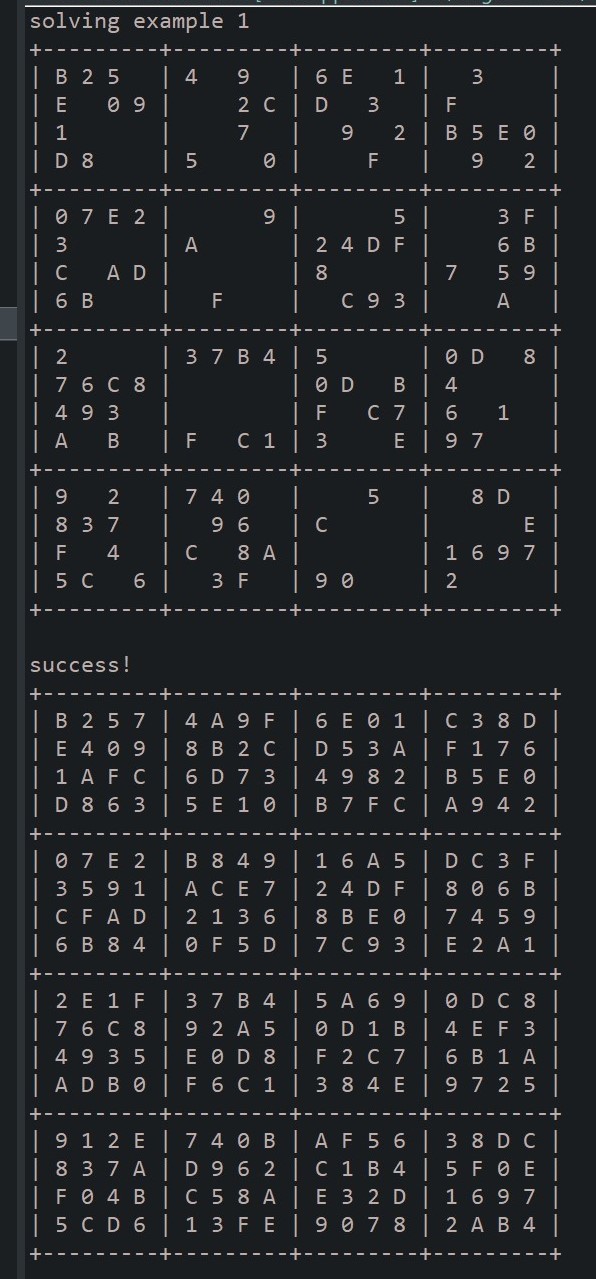 solving example 1
+---------+---------+---------+---------+
| B 2 5   | 4   9   | 6 E   1 |   3     |
| E   0 9 |     2 C | D   3   | F       |
| 1       |     7   |   9   2 | B 5 E 0 |
| D 8     | 5     0 |     F   |   9   2 |
+---------+---------+---------+---------+
| 0 7 E 2 |       9 |       5 |     3 F |
| 3       | A       | 2 4 D F |     6 B |
| C   A D |         | 8       | 7   5 9 |
| 6 B     |   F     |   C 9 3 |     A   |
+---------+---------+---------+---------+
| 2       | 3 7 B 4 | 5       | 0 D   8 |
| 7 6 C 8 |         | 0 D   B | 4       |
| 4 9 3   |         | F   C 7 | 6   1   |
| A   B   | F   C 1 | 3     E | 9 7     |
+---------+---------+---------+---------+
| 9   2   | 7 4 0   |     5   |   8 D   |
| 8 3 7   |   9 6   | C       |       E |
| F   4   | C   8 A |         | 1 6 9 7 |
| 5 C   6 |   3 F   | 9 0     | 2       |
+---------+---------+---------+---------+
success!
+---------+---------+---------+---------+
| B 2 5 7 | 4 A 9 F | 6 E 0 1 | C 3 8 D |
| E 4 0 9 | 8 B 2 C | D 5 3 A | F 1 7 6 |
| 1 A F C | 6 D 7 3 | 4 9 8 2 | B 5 E 0 |
| D 8 6 3 | 5 E 1 0 | B 7 F C | A 9 4 2 |
+---------+---------+---------+---------+
| 0 7 E 2 | B 8 4 9 | 1 6 A 5 | D C 3 F |
| 3 5 9 1 | A C E 7 | 2 4 D F | 8 0 6 B |
| C F A D | 2 1 3 6 | 8 B E 0 | 7 4 5 9 |
| 6 B 8 4 | 0 F 5 D | 7 C 9 3 | E 2 A 1 |
+---------+---------+---------+---------+
| 2 E 1 F | 3 7 B 4 | 5 A 6 9 | 0 D C 8 |
| 7 6 C 8 | 9 2 A 5 | 0 D 1 B | 4 E F 3 |
| 4 9 3 5 | E 0 D 8 | F 2 C 7 | 6 B 1 A |
| A D B 0 | F 6 C 1 | 3 8 4 E | 9 7 2 5 |
+---------+---------+---------+---------+
| 9 1 2 E | 7 4 0 B | A F 5 6 | 3 8 D C |
| 8 3 7 A | D 9 6 2 | C 1 B 4 | 5 F 0 E |
| F 0 4 B | C 5 8 A | E 3 2 D | 1 6 9 7 |
| 5 C D 6 | 1 3 F E | 9 0 7 8 | 2 A B 4 |
+---------+---------+---------+---------+